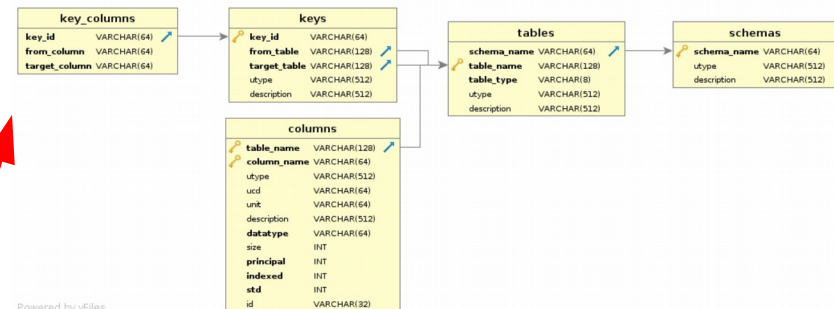 key_columns
key_id VARCHAR(64)
from_column VARCHAR(64)
target_column VARCHAR(64)
keys
key_id VARCHAR(64)
from_table VARCHAR(128)
target_table VARCHAR(128)
utype VARCHAR(512)
description VARCHAR(512)
tables
schema_name VARCHAR(64)
table_name VARCHAR(128)
table_type VARCHAR(8)
utype VARCHAR(512)
description VARCHAR(512)
schemas
schema_name VARCHAR(64)
utype VARCHAR(512)
description VARCHAR(512)
columns
table_name VARCHAR(128)
column_name VARCHAR(64)
utype VARCHAR(512)
ucd VARCHAR(64)
unit VARCHAR(64)
description VARCHAR(512)
datatype VARCHAR(64)
size INT
principal INT
indexed INT
std INT
id VARCHAR(32)
Powered by yFiles